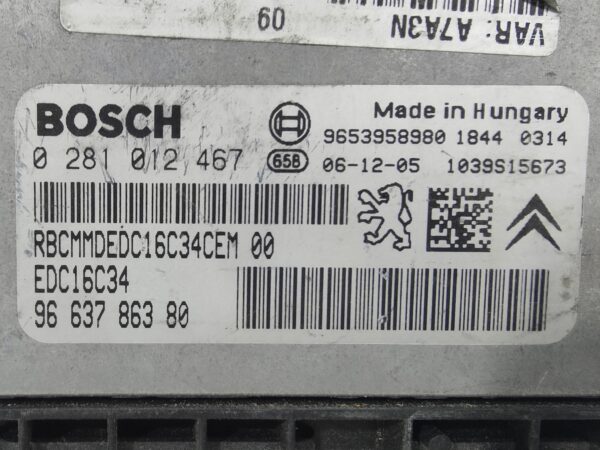 VAR: A7A3N
60
BOSCH
Made in Hungary
9653958980 1844 0314
0 281 012 467 658 06-12-05 1039S15673
RBCMMDEDC16C34CEM 00
EDC16C34
96 637 863 80